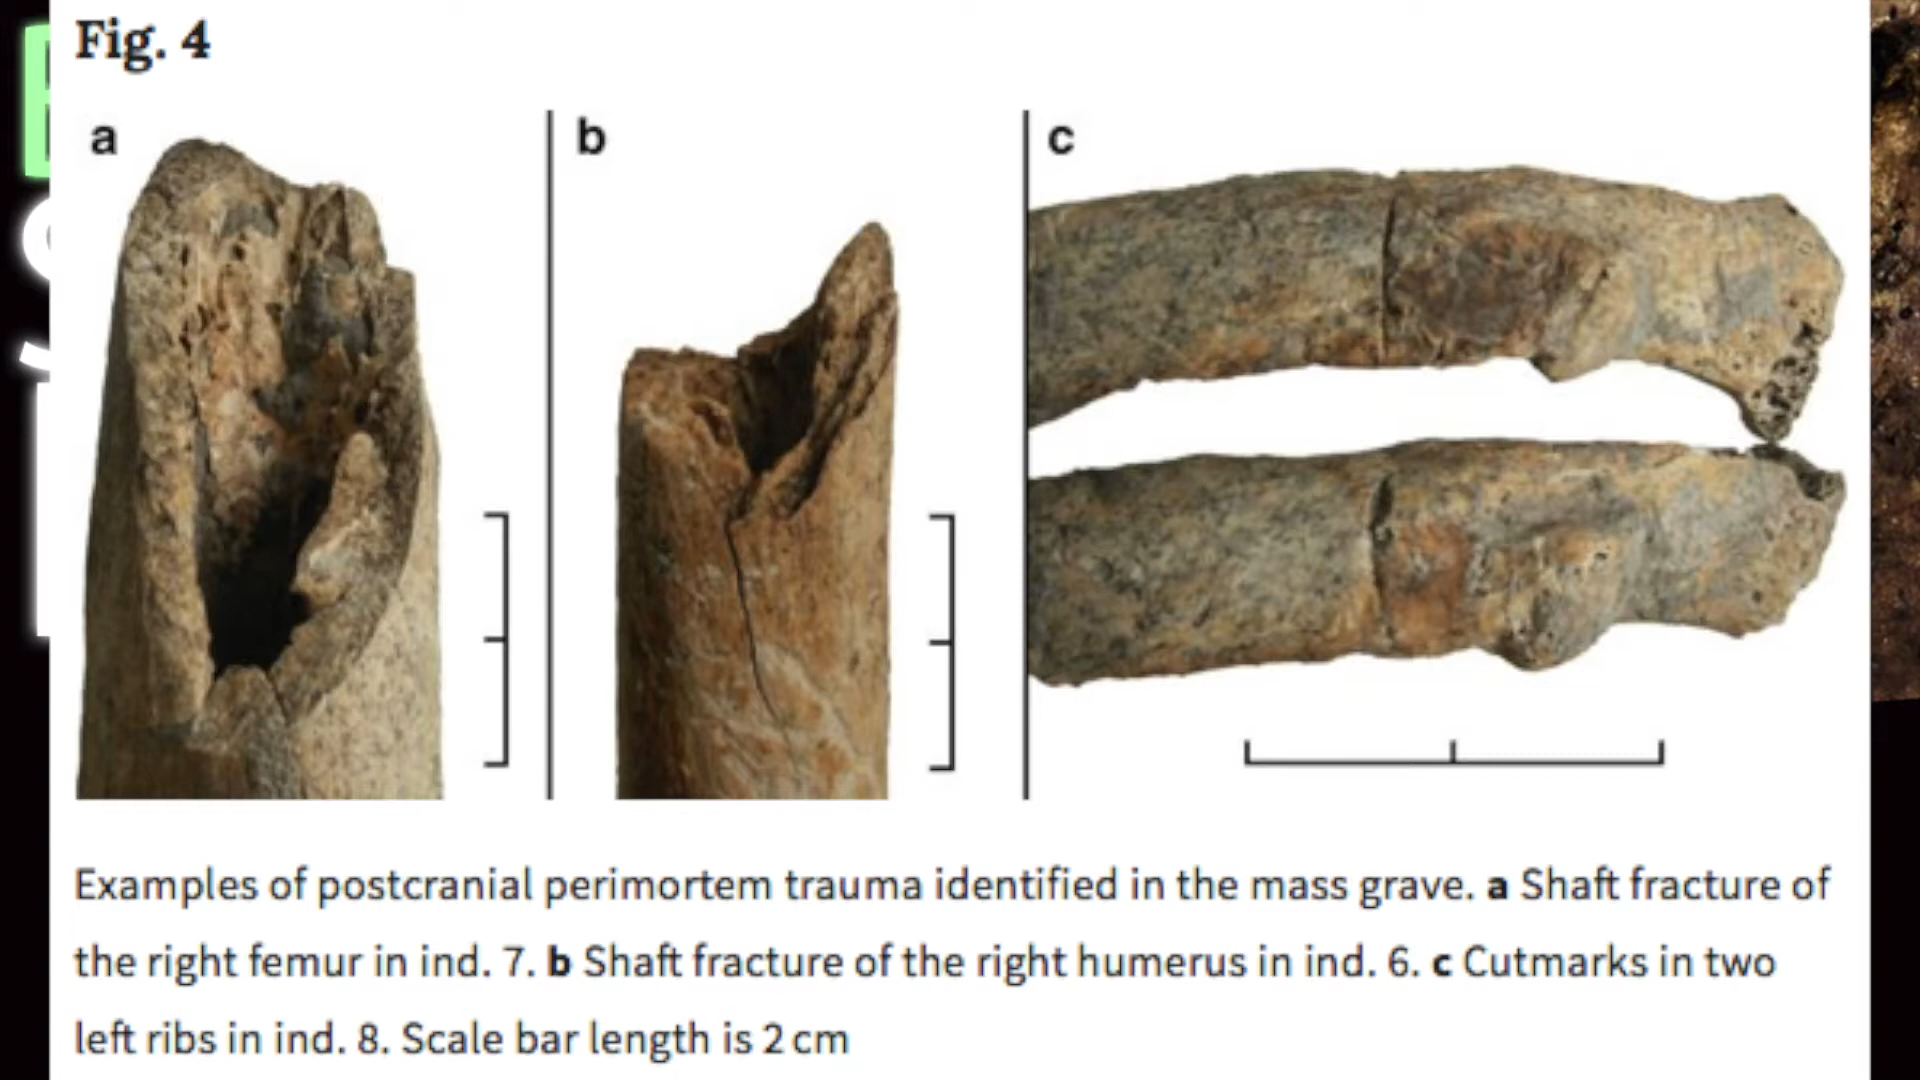 Fig. 4
a
b
c
Examples of postcranial perimortem trauma identified in the mass grave. a Shaft fracture of
the right femur in ind. 7. b Shaft fracture of the right humerus in ind. 6. c Cutmarks in two
left ribs in ind. 8. Scale bar length is 2 cm